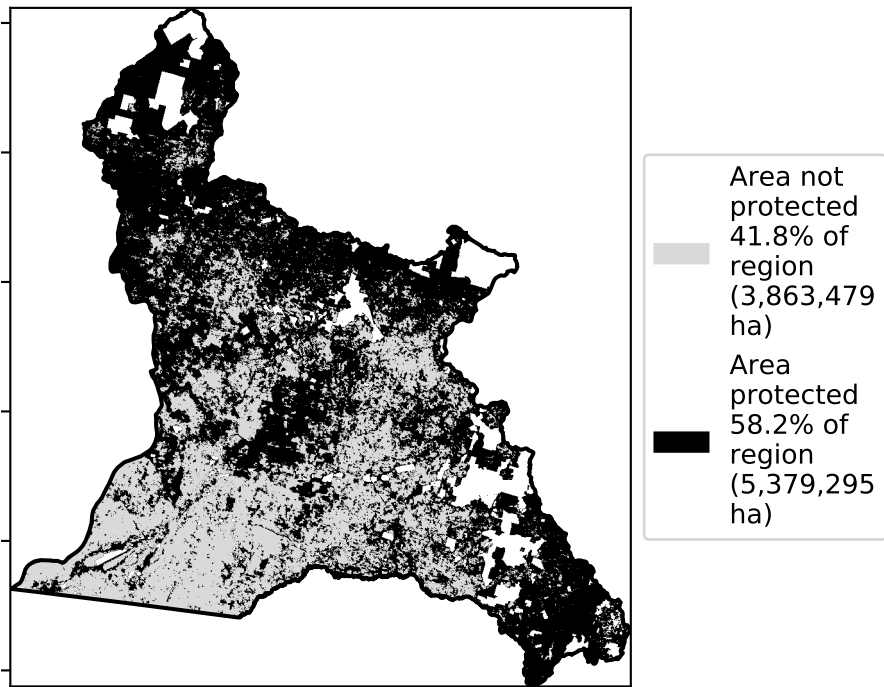 Area not
protected
41.8% of
region
(3,863,479
ha)
Area
protected
58.2% of
region
(5,379,295
ha)